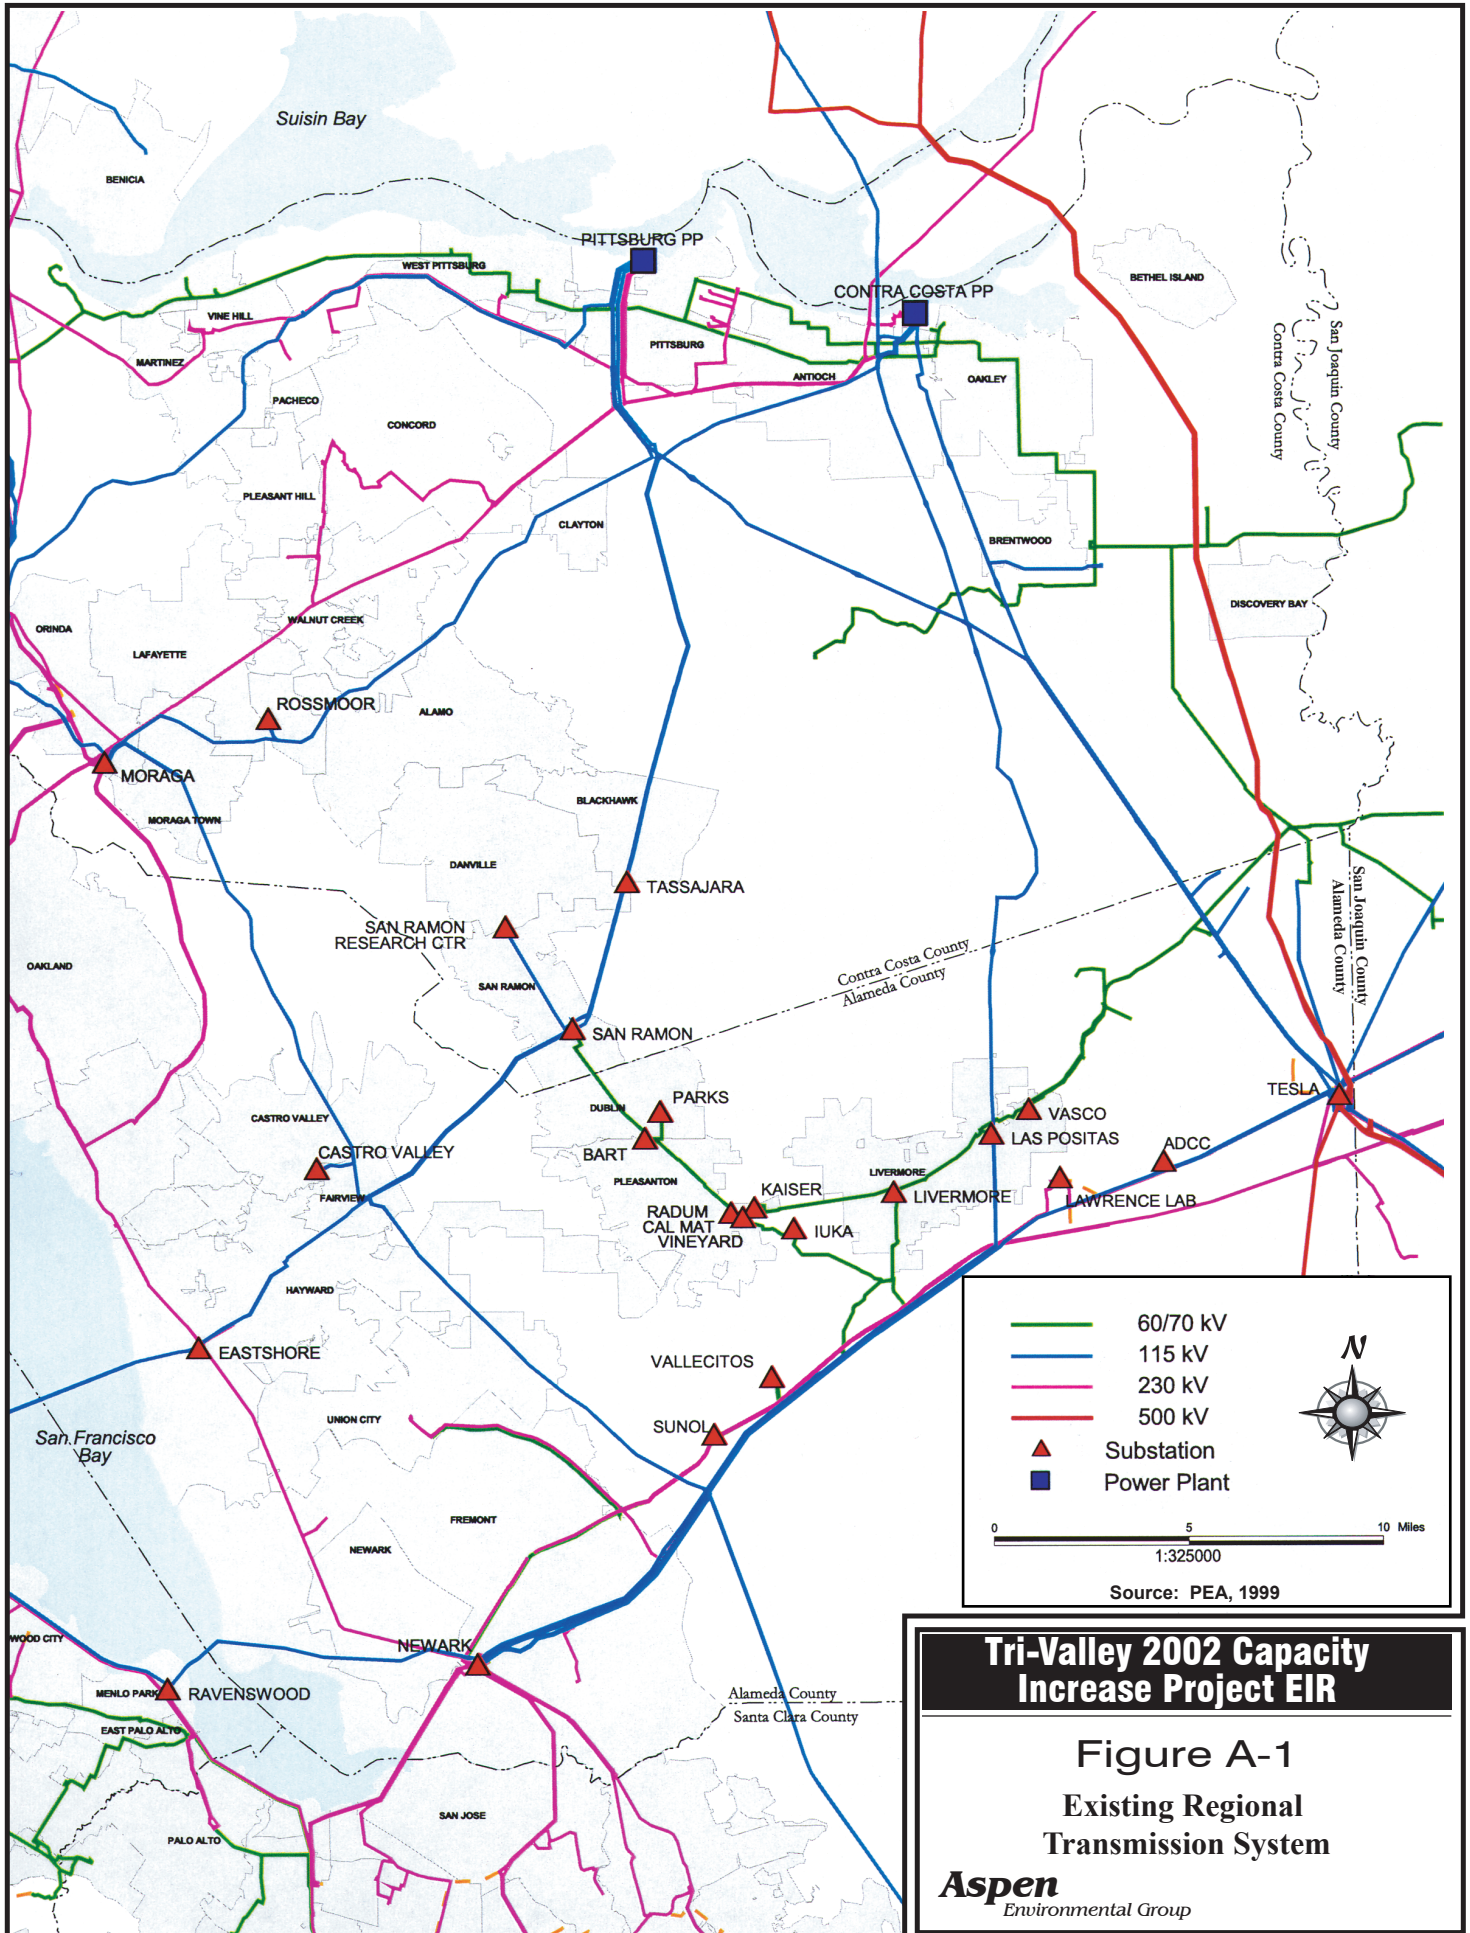 Suisin Bay
BENICIA
PITTSBURG PP
WEST PITTSBURG
BETHEL ISLAND
CONTRA COSTA PP
VINE HILL
San Joaquin County
Contra Costa County
PITTSBURG
MARTINEZ
ANTIOCH
OAKLEY
PACHECO
CONCORD
PLEASANT HILL
CLAYTON
BRENTWOOD
DISCOVERY BAY
ORINDA
WALNUT CREEK
LAFAYETTE
ROSSMOOR
ALAMO
MORAGA
BLACKHAWK
MORAGA TOWN
DANVILLE
TASSAJARA
San Joaquin County
Alameda County
SAN RAMON
RESEARCH CTR
Contra Costa County
Alameda County
OAKLAND
SAN RAMON
SAN RAMON
TESLA
PARKS
DUBLIN
VASCO
CASTRO VALLEY
LAS POSITAS
ADCC
CASTRO VALLEY
BART
LIVERMORE
PLEASANTON
KAISER
LIVERMORE
LAWRENCE LAB
FAIRVIEW
RADUM
CAL MAT
VINEYARD
IUKA
HAYWARD
EASTSHORE
VALLECITOS
UNION CITY
SUNOL
San Francisco
Bay
FREMONT
NEWARK
60/70 kV
115 kV
230 kV
500 kV
Substation
Power Plant
N
0 5 10 Miles
1:325000
Source: PEA, 1999
WOOD CITY
NEWARK
MENLO PARK
RAVENSWOOD
Alameda County
Santa Clara County
EAST PALO ALTO
SAN JOSE
PALO ALTO
Tri-Valley 2002 Capacity
Increase Project EIR
Figure A-1
Existing Regional
Transmission System
Aspen
Environmental Group